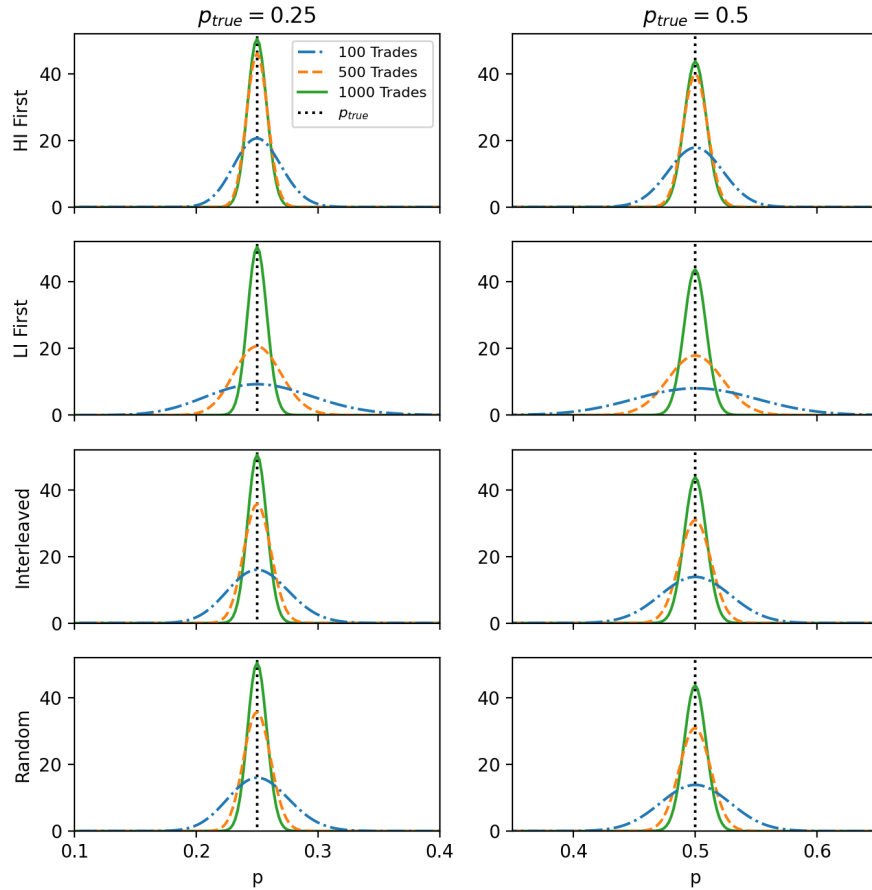 p_true = 0.25
p_true = 0.5
HI First
40
20
0
100 Trades
500 Trades
1000 Trades
p_true
40
20
0
LI First
40
20
0
40
20
0
Interleaved
40
20
0
40
20
0
Random
40
20
0
40
20
0
0.1
0.2
0.3
0.4
0.4
0.5
0.6
p
p